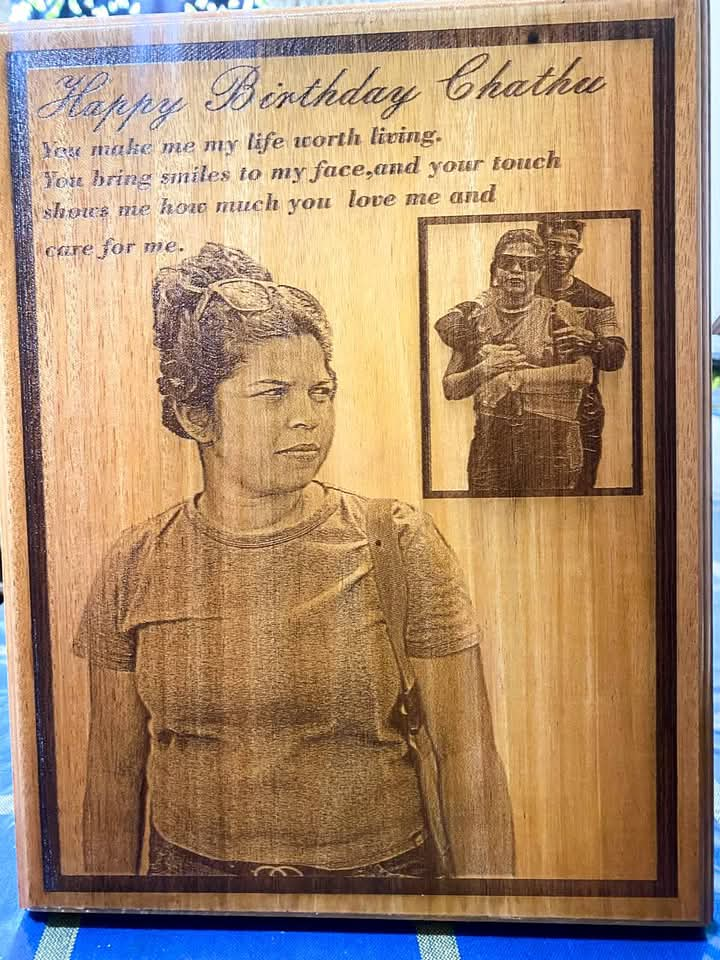 Happy Birthday Chathu
You make me my life worth living.
You bring smiles to my face,and your touch
shows me how much you love me and
care for me.